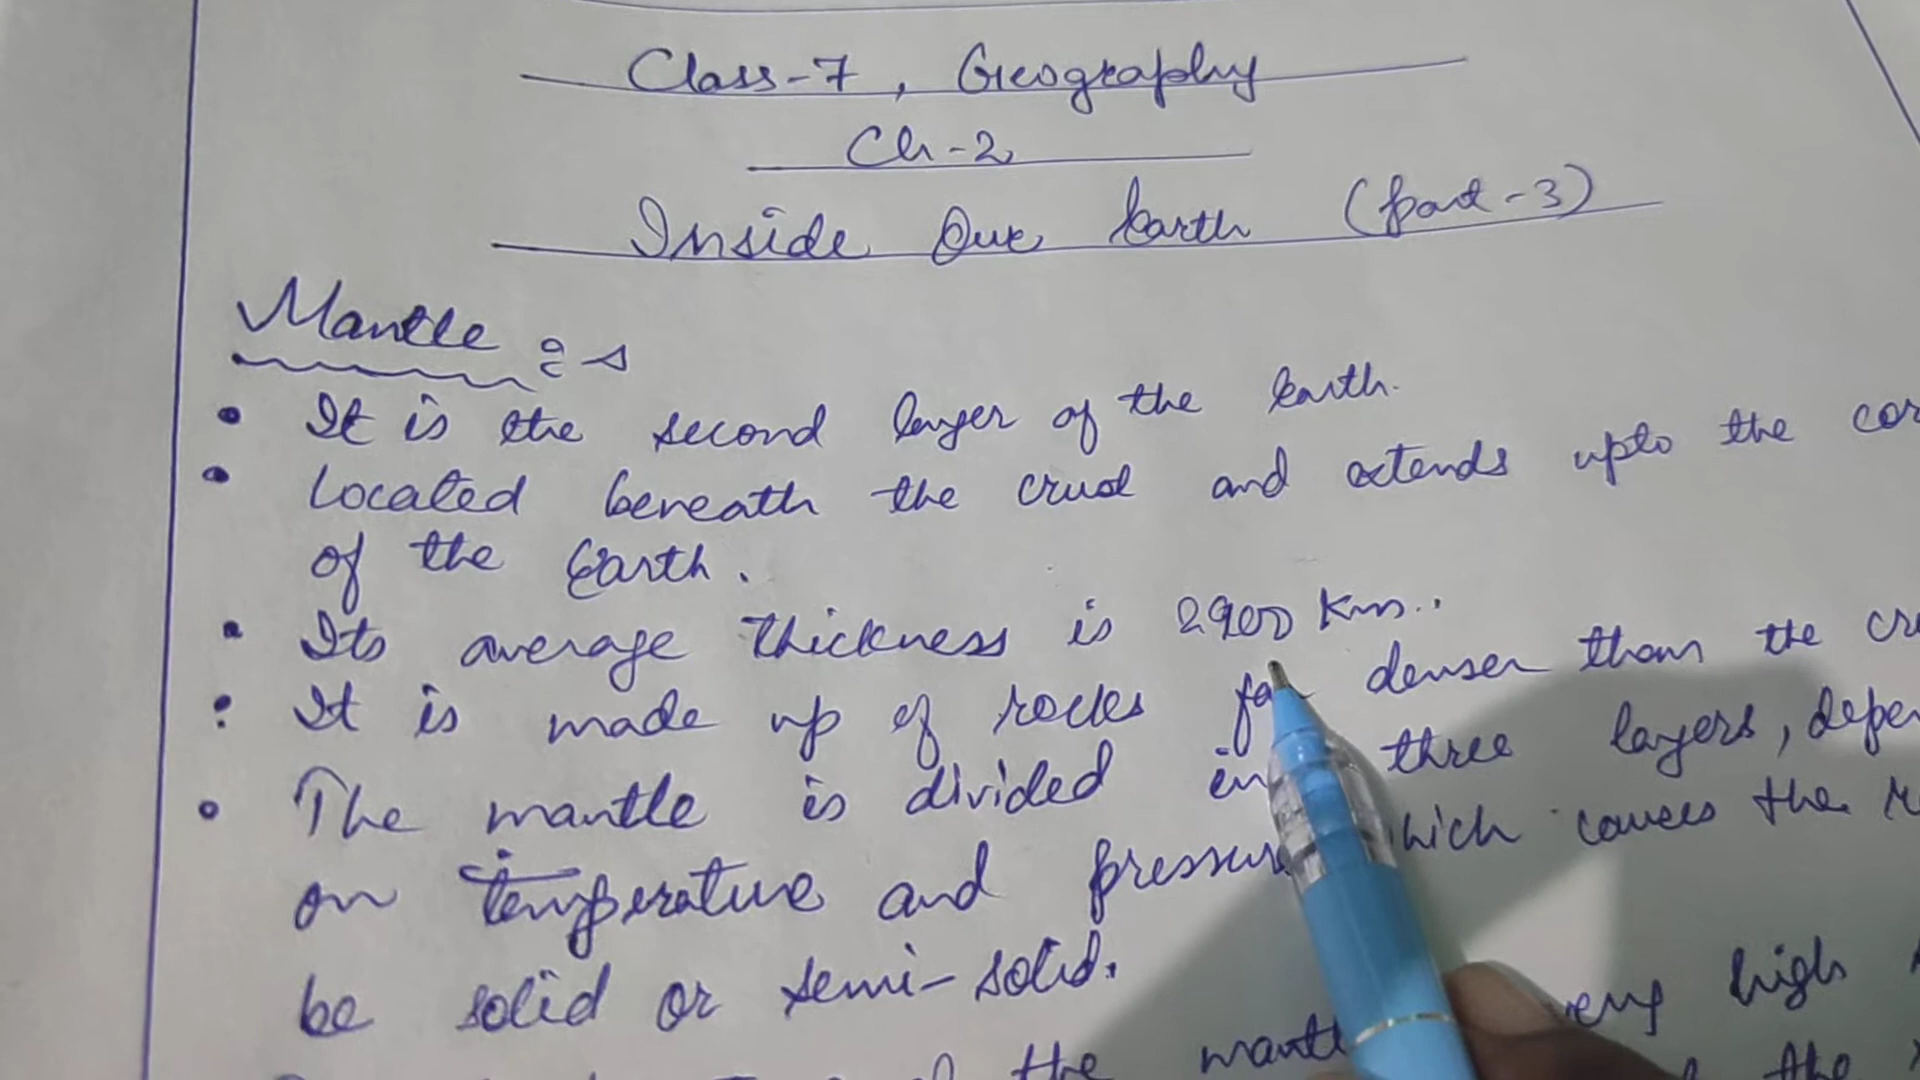 Class-7, Geography
Ch-2
Inside Our Earth (part-3)
Mantle :-
• It is the second layer of the Earth.
• Located beneath the crust and extends upto the
of the Earth.
• Its average thickness is 2900 Km.
• It is made up of rocks denser than the
• The mantle is divided three layers,
on temperature and causes the
be solid or semi-solid.
the high
the